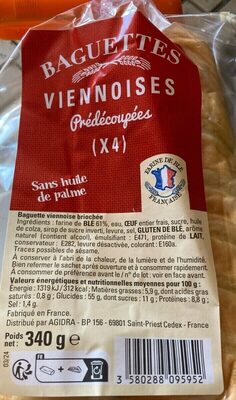 BAGUETTES
VIENNOISES
Prédécoupées
(X4)
Sans huile
de palme
FARINE DE BLÉ
FRANÇAISE
Baguette viennoise briochée
Ingrédients : farine de BLÉ 61%, eau, ŒUF entier frais, sucre, huile
de colza, sirop de sucre inverti, levure, sel, GLUTEN DE BLÉ, arôme
naturel (contient alcool), émulsifiant : E471, protéine de LAIT,
conservateur : E282, levure désactivée, colorant: E160a.
Traces possibles de sésame.
À conserver à l'abri de la chaleur, de la lumière et de l'humidité.
Bien refermer le sachet après ouverture et à consommer rapidement.
À consommer de préférence avant le / n° de lot : voir en face avant.
Valeurs énergétiques et nutritionnelles moyennes pour 100 g :
Énergie : 1319 KJ / 312 kcal ; Matières grasses : 5,9 g, dont acides gras
saturés : 0,8 g ; Glucides : 55 g, dont sucres : 11 g ; Protéines : 8,8 g ;
Sel : 1,4 g.
Fabriqué en France.
Distribué par AGIDRA - BP 156 - 69801 Saint-Priest Cedex - France
Poids
net : 340 g e
03/24
FR
3 580288 095952